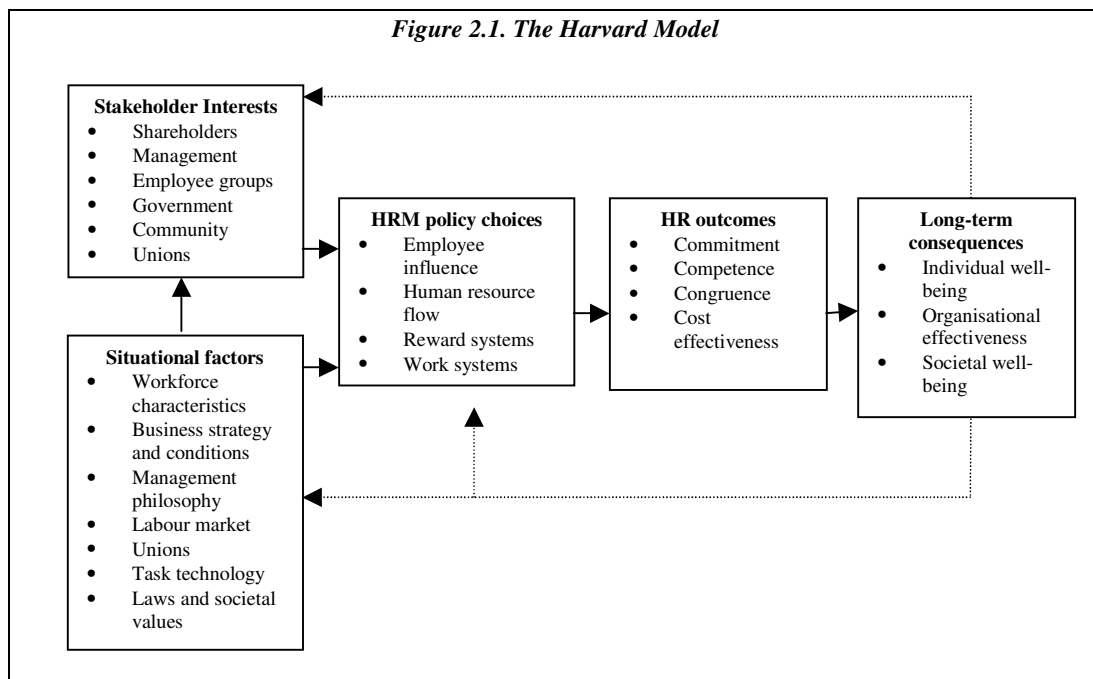 Figure 2.1. The Harvard Model
Stakeholder Interests
• Shareholders
• Management
• Employee groups
• Government
• Community
• Unions
Situational factors
• Workforce
characteristics
• Business strategy
and conditions
• Management
philosophy
• Labour market
• Unions
• Task technology
• Laws and societal
values
HRM policy choices
• Employee
influence
• Human resource
flow
• Reward systems
• Work systems
HR outcomes
• Commitment
• Competence
• Congruence
• Cost
effectiveness
Long-term
consequences
• Individual well-
being
• Organisational
effectiveness
• Societal well-
being